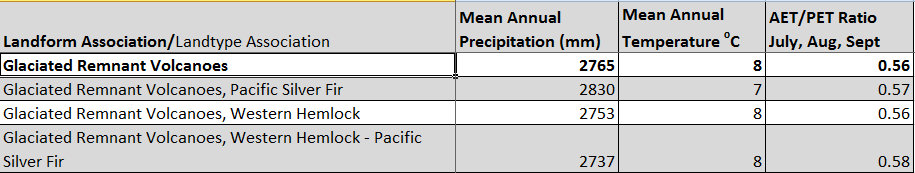 Landform Association/Landtype Association Mean Annual Precipitation (mm) Mean Annual Temperature °C AET/PET Ratio July, Aug, Sept
Glaciated Remnant Volcanoes 2765 8 0.56
Glaciated Remnant Volcanoes, Pacific Silver Fir 2830 7 0.57
Glaciated Remnant Volcanoes, Western Hemlock 2753 8 0.56
Glaciated Remnant Volcanoes, Western Hemlock - Pacific
Silver Fir 2737 8 0.58